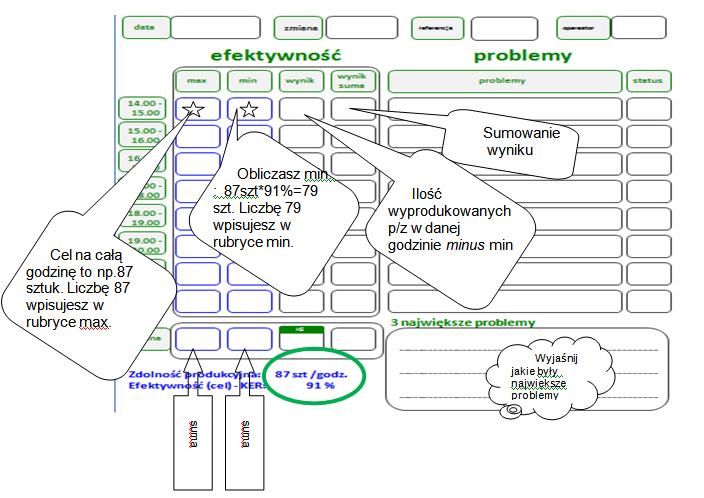 data zmiana referencja operator
efektywność problemy
max min wynik wynik suma problemy status
14.00 - 15.00
15.00 - 16.00
18.00 - 19.00
19.00 -
Sumowanie
wyniku
Obliczasz min
: 87szt*91%=79
szt. Liczbę 79
wpisujesz w
rubryce min.
Ilość
wyprodukowanych
p/z w danej
godzinie minus min
Cel na całą
godzinę to np.87
sztuk. Liczbę 87
wpisujesz w
rubryce max.
3 największe problemy
Zdolność produkcyjna: 87 szt /godz.
Efektywność (cel) - KER: 91 %
Wyjaśnij
jakie były
największe
problemy
suma
suma